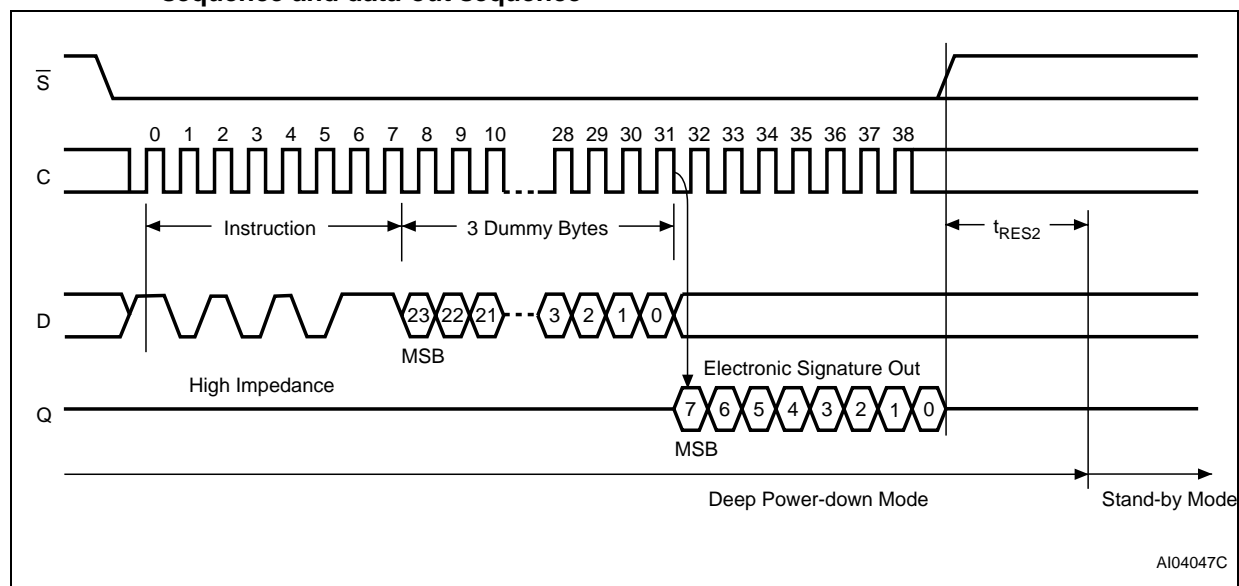 sequence and data-out sequence
S
0 1 2 3 4 5 6 7 8 9 10 28 29 30 31 32 33 34 35 36 37 38
C
Instruction 3 Dummy Bytes tRES2
D 23 22 21 3 2 1 0
MSB
High Impedance Electronic Signature Out
Q 7 6 5 4 3 2 1 0
MSB
Deep Power-down Mode Stand-by Mode
AI04047C